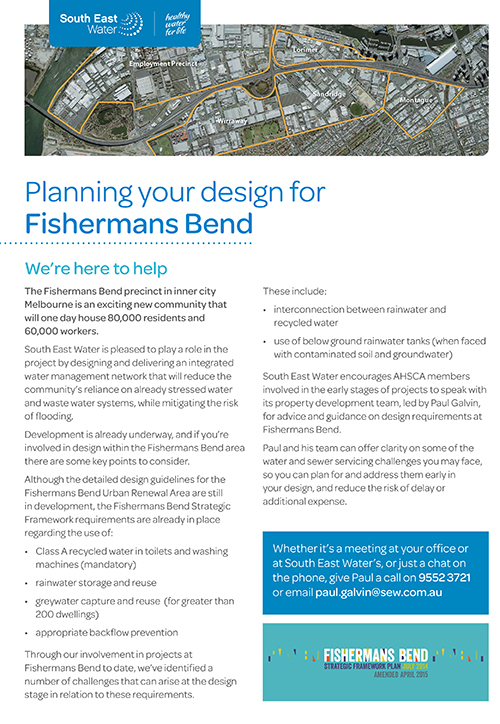 South East
Water
healthy
water
for life
Employment Precinct
Lorimer
Sandridge
Montague
Wirraway
Planning your design for
Fishermans Bend
We're here to help
The Fishermans Bend precinct in inner city
Melbourne is an exciting new community that
will one day house 80,000 residents and
60,000 workers.
South East Water is pleased to play a role in the
project by designing and delivering an integrated
water management network that will reduce the
community's reliance on already stressed water
and waste water systems, while mitigating the risk
of flooding.
Development is already underway, and if you're
involved in design within the Fishermans Bend area
there are some key points to consider.
Although the detailed design guidelines for the
Fishermans Bend Urban Renewal Area are still
in development, the Fishermans Bend Strategic
Framework requirements are already in place
regarding the use of:
• Class A recycled water in toilets and washing
machines (mandatory)
• rainwater storage and reuse
• greywater capture and reuse (for greater than
200 dwellings)
• appropriate backflow prevention
Through our involvement in projects at
Fishermans Bend to date, we've identified a
number of challenges that can arise at the design
stage in relation to these requirements.
These include:
• interconnection between rainwater and
recycled water
• use of below ground rainwater tanks (when faced
with contaminated soil and groundwater)
South East Water encourages AHSCA members
involved in the early stages of projects to speak with
its property development team, led by Paul Galvin,
for advice and guidance on design requirements at
Fishermans Bend.
Paul and his team can offer clarity on some of the
water and sewer servicing challenges you may face,
so you can plan for and address them early in
your design, and reduce the risk of delay or
additional expense.
Whether it's a meeting at your office or
at South East Water's, or just a chat on
the phone, give Paul a call on 9552 3721
or email paul.galvin@sew.com.au
FISHERMANS BEND
STRATEGIC FRAMEWORK PLAN JULY 2014
AMENDED APRIL 2015